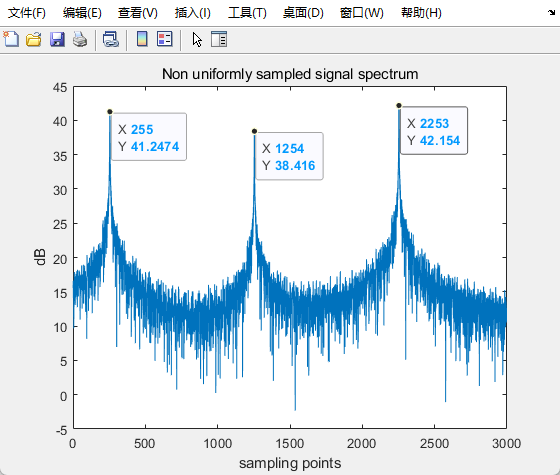 文件(F) 编辑(E) 查看(V) 插入(I) 工具(T) 桌面(D) 窗口(W) 帮助(H)
Non uniformly sampled signal spectrum
45
40
35
30
25
20
15
10
5
0
-5
dB
X 255
Y 41.2474
X 1254
Y 38.416
X 2253
Y 42.154
0 500 1000 1500 2000 2500 3000
sampling points